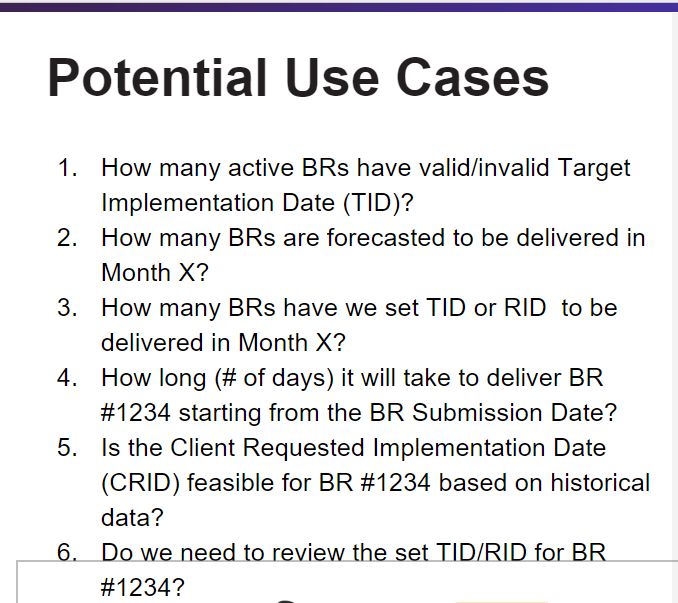 Potential Use Cases
1. How many active BRs have valid/invalid Target
Implementation Date (TID)?
2. How many BRs are forecasted to be delivered in
Month X?
3. How many BRs have we set TID or RID  to be
delivered in Month X?
4. How long (# of days) it will take to deliver BR
#1234 starting from the BR Submission Date?
5. Is the Client Requested Implementation Date
(CRID) feasible for BR #1234 based on historical
data?
6. Do we need to review the set TID/RID for BR
#1234?